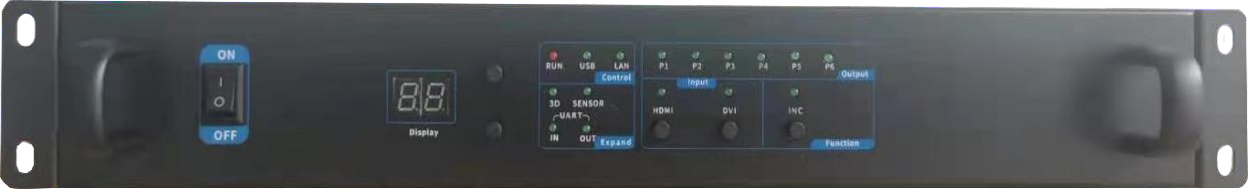 ON
OFF
Display
RUN USB LAN
Control
3D SENSOR
UART
IN OUT
Expand
P1 P2 P3 P4 P5 P6
Output
Input
HDMI DVI
INC
Function